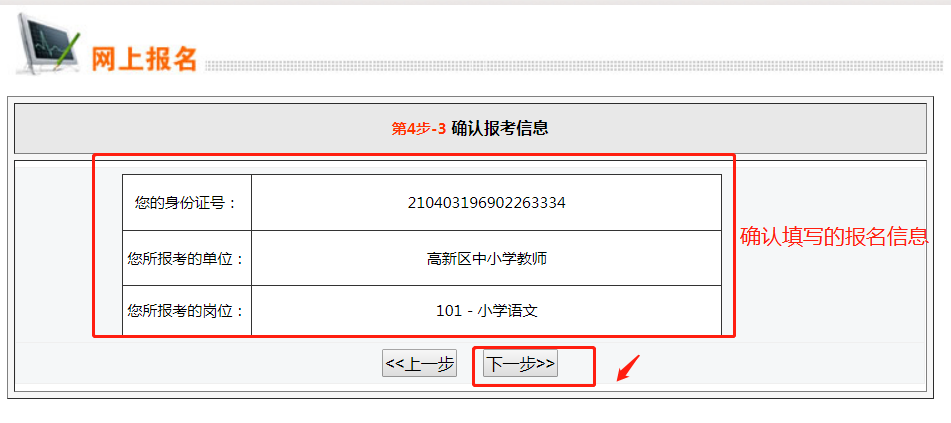 网上报名
第4步-3 确认报考信息
您的身份证号： 210403196902263334
确认填写的报名信息
您所报考的单位： 高新区中小学教师
您所报考的岗位： 101 - 小学语文
<<上一步 下一步>>